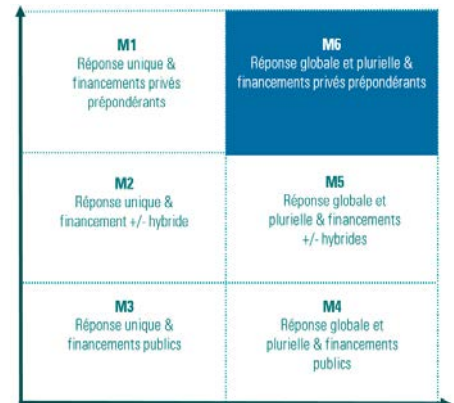 M1
Réponse unique &
financements privés
prépondérants
M6
Réponse globale et plurielle &
financements privés prépondérants
M2
Réponse unique &
financement +/- hybride
M5
Réponse globale et
plurielle & financements
+/- hybrides
M3
Réponse unique &
financements publics
M4
Réponse globale et
plurielle & financements
publics